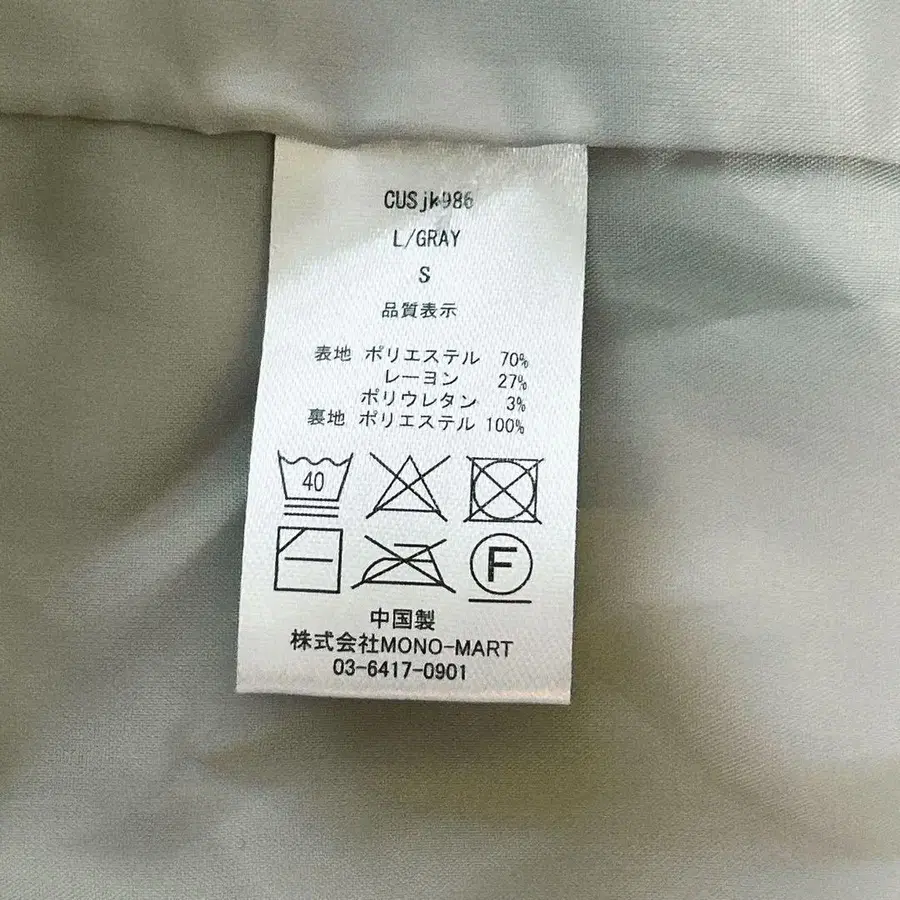 CUSjk986
L/GRAY
S
品質表示
表地 ポリエステル 70%
レーヨン 27%
ポリウレタン 3%
裏地 ポリエステル 100%
40
F
中国製
株式会社MONO-MART
03-6417-0901